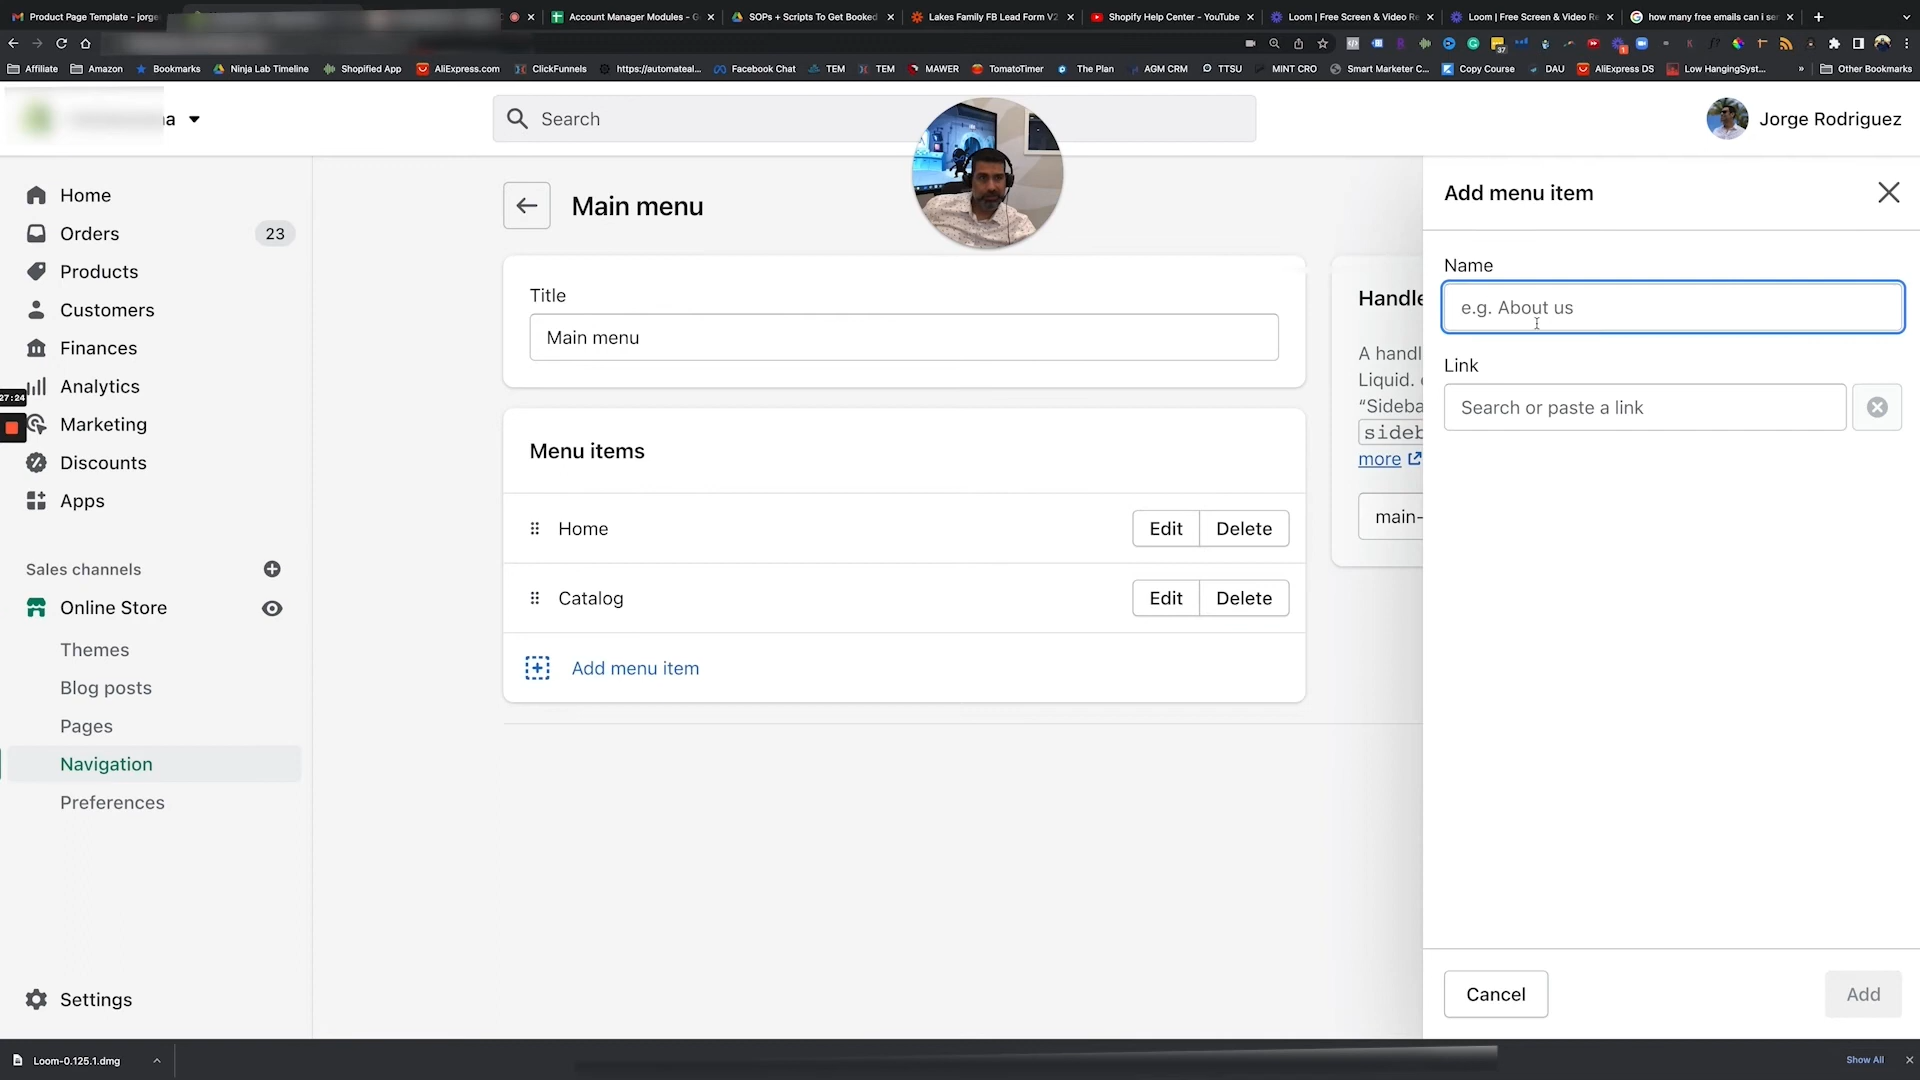 Product Page Template - jorge
Account Manager Modules - G
SOPs + Scripts To Get Booked
Lakes Family FB Lead Form V2
Shopify Help Center - YouTube
Loom | Free Screen & Video Re
Loom | Free Screen & Video Re
how many free emails can i ser
37
1
Affiliate
Amazon
Bookmarks
Ninja Lab Timeline
Shopified App
AliExpress.com
ClickFunnels
https://automateal...
Facebook Chat
TEM
TEM
MAWER
TomatoTimer
The Plan
AGM CRM
TTSU
MINT CRO
Smart Marketer C...
Copy Course
DAU
AliExpress DS
Low HangingSyst...
»
Other Bookmarks
a
Search
Jorge Rodriguez
Home
Orders
23
Products
Customers
Finances
Analytics
27:24
Marketing
Discounts
Apps
Sales channels
Online Store
Themes
Blog posts
Pages
Navigation
Preferences
Settings
Main menu
Title
Main menu
Menu items
Home
Edit
Delete
Catalog
Edit
Delete
Add menu item
Handle
A handl
Liquid.
“Sideba
sideb
more
main-
Add menu item
Name
e.g. About us
Link
Search or paste a link
Cancel
Add
Loom-0.125.1.dmg
Show All